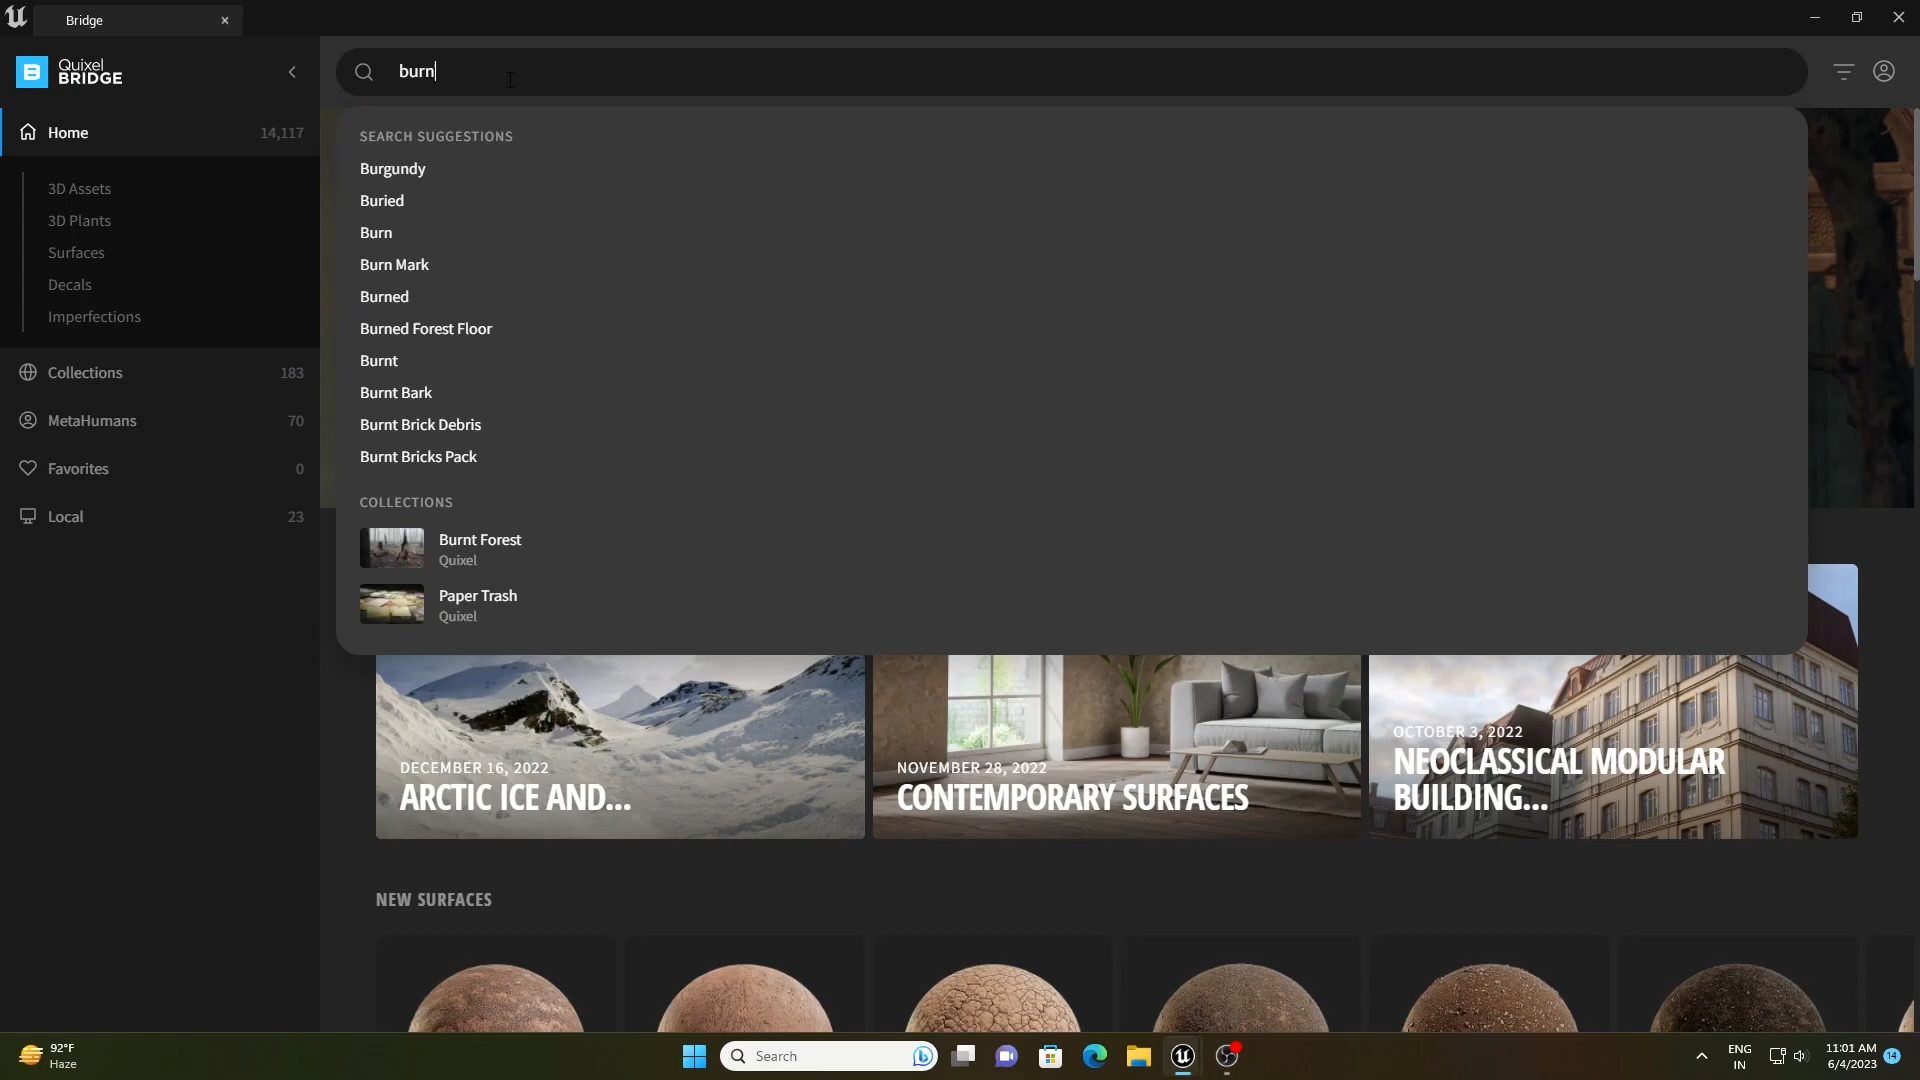 Bridge
Quixel
BRIDGE
burn
Home 14,117
3D Assets
3D Plants
Surfaces
Decals
Imperfections
Collections 183
MetaHumans 70
Favorites 0
Local 23
SEARCH SUGGESTIONS
Burgundy
Buried
Burn
Burn Mark
Burned
Burned Forest Floor
Burnt
Burnt Bark
Burnt Brick Debris
Burnt Bricks Pack
COLLECTIONS
Burnt Forest
Quixel
Paper Trash
Quixel
DECEMBER 16, 2022
ARCTIC ICE AND...
NOVEMBER 28, 2022
CONTEMPORARY SURFACES
OCTOBER 3, 2022
NEOCLASSICAL MODULAR
BUILDING...
NEW SURFACES
92°F
Haze
Search
ENG
IN
11:01 AM
6/4/2023
14